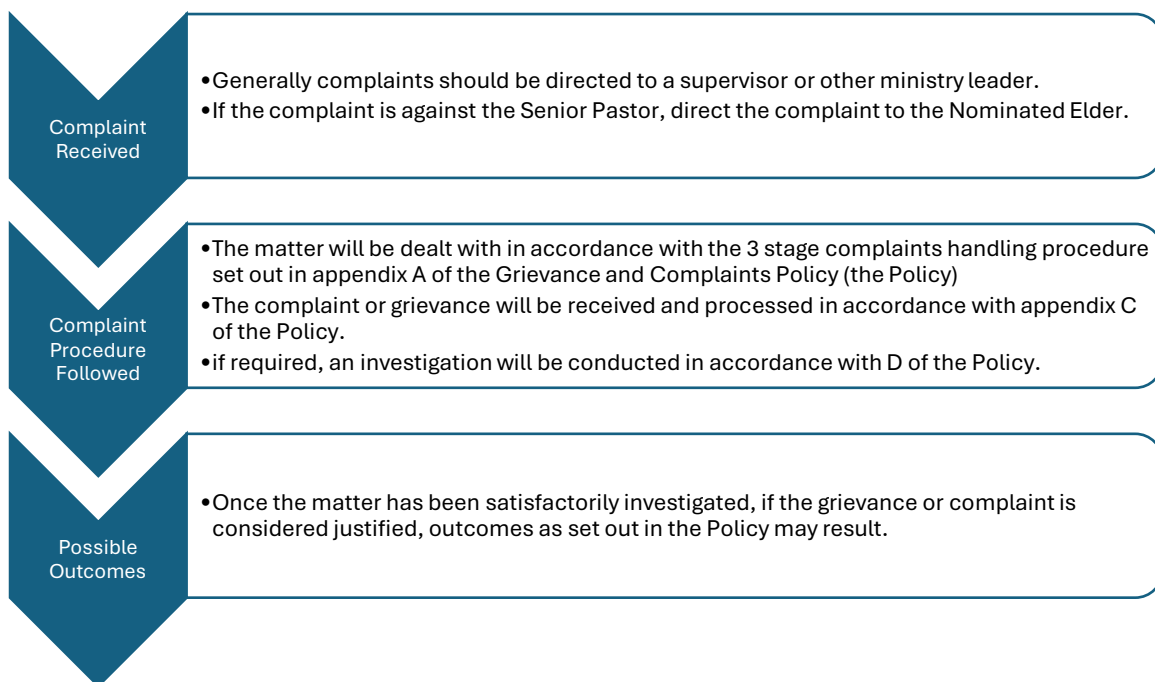 Complaint
Received
•Generally complaints should be directed to a supervisor or other ministry leader.
•If the complaint is against the Senior Pastor, direct the complaint to the Nominated Elder.
Complaint
Procedure
Followed
•The matter will be dealt with in accordance with the 3 stage complaints handling procedure
set out in appendix A of the Grievance and Complaints Policy (the Policy)
•The complaint or grievance will be received and processed in accordance with appendix C
of the Policy.
•if required, an investigation will be conducted in accordance with D of the Policy.
Possible
Outcomes
•Once the matter has been satisfactorily investigated, if the grievance or complaint is
considered justified, outcomes as set out in the Policy may result.